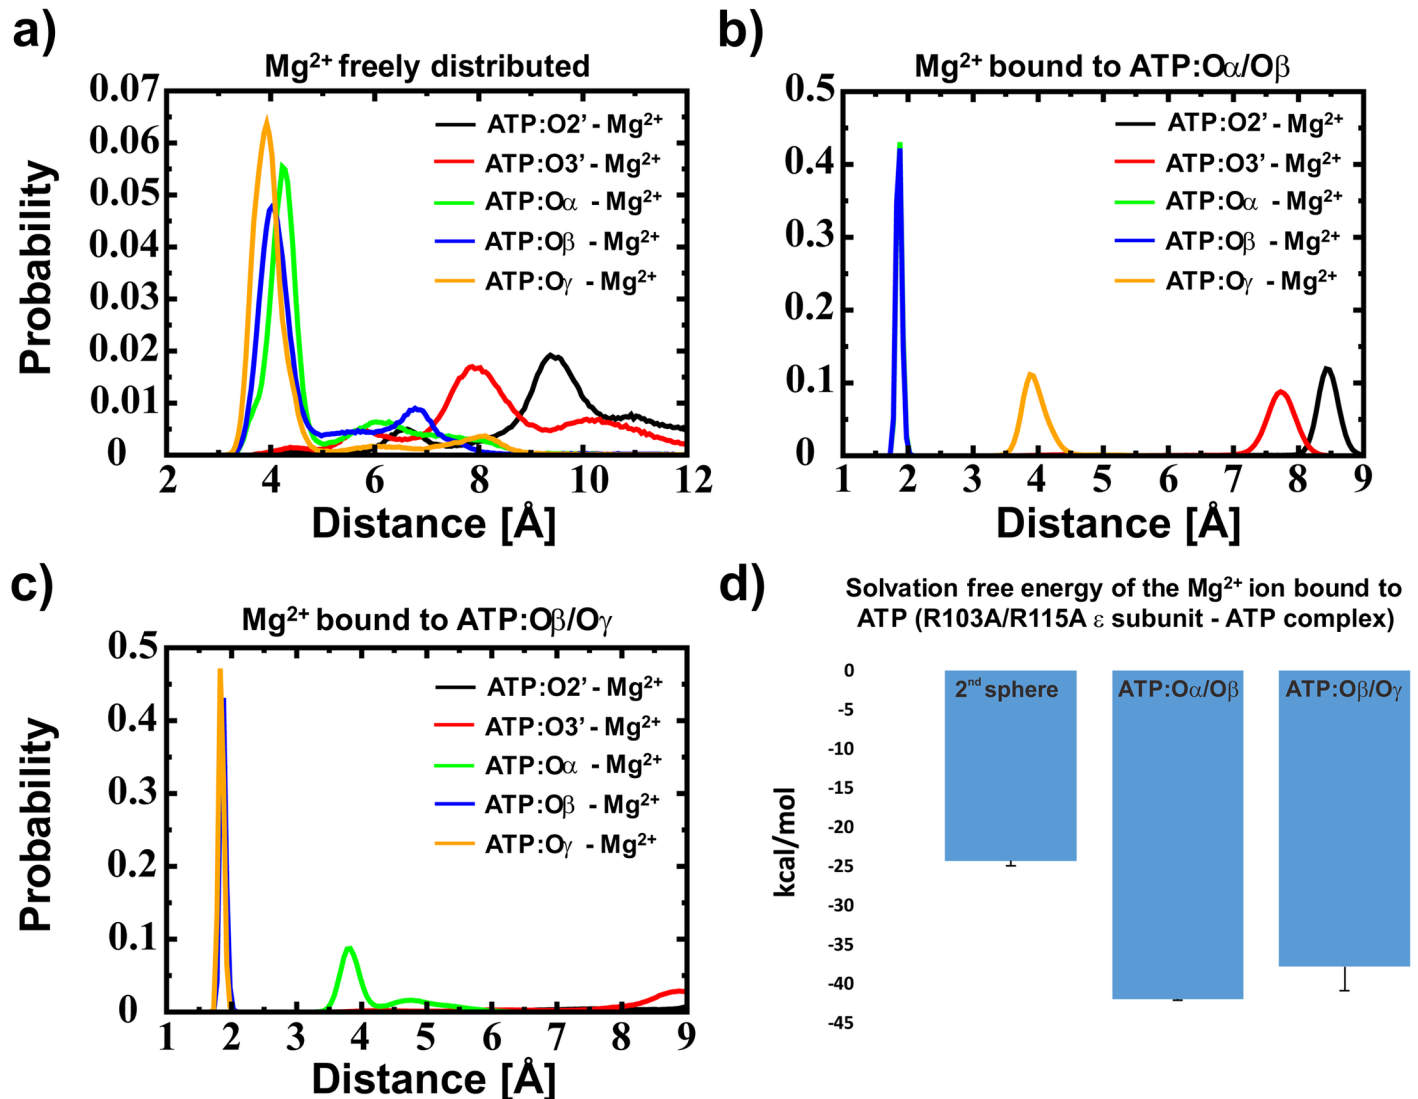 a)
Mg²⁺ freely distributed
0.07
0.06
0.05
0.04
0.03
0.02
0.01
0
Probability
ATP:O2’ - Mg²⁺
ATP:O3’ - Mg²⁺
ATP:Oα - Mg²⁺
ATP:Oβ - Mg²⁺
ATP:Oγ - Mg²⁺
2 4 6 8 10 12
Distance [Å]
b)
Mg²⁺ bound to ATP:Oα/Oβ
0.5
0.4
0.3
0.2
0.1
0
ATP:O2’ - Mg²⁺
ATP:O3’ - Mg²⁺
ATP:Oα - Mg²⁺
ATP:Oβ - Mg²⁺
ATP:Oγ - Mg²⁺
1 2 3 4 5 6 7 8 9
Distance [Å]
c)
Mg²⁺ bound to ATP:Oβ/Oγ
0.5
0.4
0.3
0.2
0.1
0
Probability
ATP:O2’ - Mg²⁺
ATP:O3’ - Mg²⁺
ATP:Oα - Mg²⁺
ATP:Oβ - Mg²⁺
ATP:Oγ - Mg²⁺
1 2 3 4 5 6 7 8 9
Distance [Å]
d)
Solvation free energy of the Mg²⁺ ion bound to
ATP (R103A/R115A ε subunit - ATP complex)
0
-5
-10
-15
-20
-25
-30
-35
-40
-45
kcal/mol
2ⁿᵈ sphere
ATP:Oα/Oβ
ATP:Oβ/Oγ